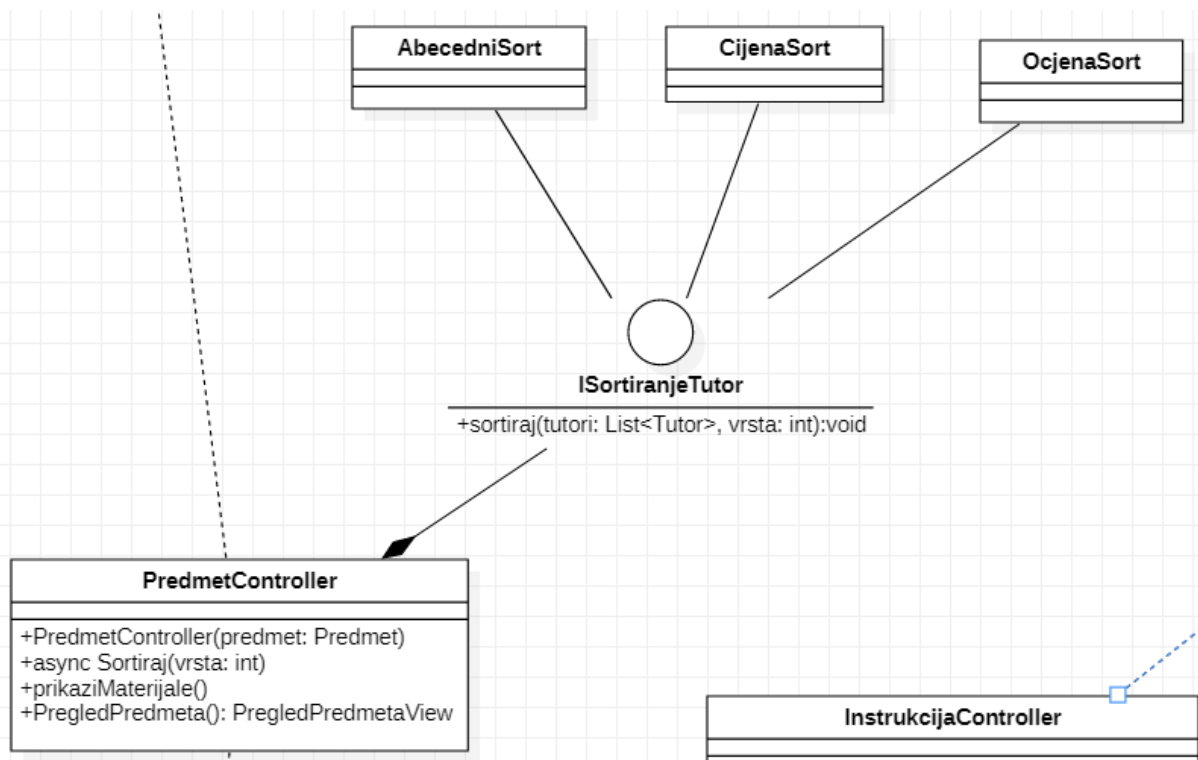 AbecedniSort
CijenaSort
OcjenaSort
ISortiranjeTutor
+sortiraj(tutori: List<Tutor>, vrsta: int):void
PredmetController
+PredmetController(predmet: Predmet)
+async Sortiraj(vrsta: int)
+prikaziMaterijale()
+PregledPredmeta(): PregledPredmetaView
InstrukcijaController